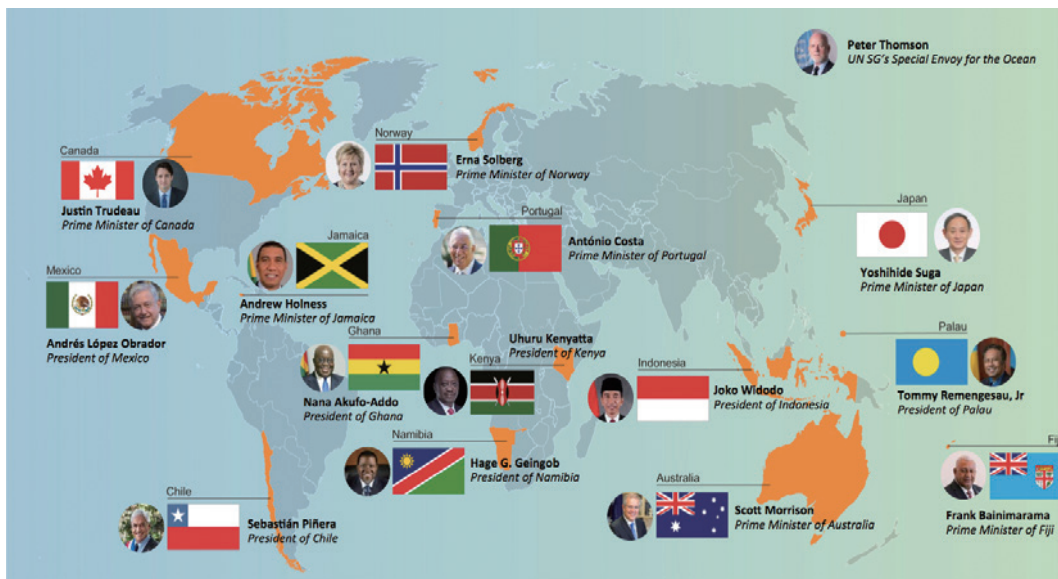 Peter Thomson
UN SG's Special Envoy for the Ocean
Norway
Erna Solberg
Prime Minister of Norway
Canada
Justin Trudeau
Prime Minister of Canada
Portugal
António Costa
Prime Minister of Portugal
Japan
Yoshihide Suga
Prime Minister of Japan
Jamaica
Andrew Holness
Prime Minister of Jamaica
Mexico
Andrés López Obrador
President of Mexico
Ghana
Nana Akufo-Addo
President of Ghana
Uhuru Kenyatta
President of Kenya
Kenya
Indonesia
Joko Widodo
President of Indonesia
Palau
Tommy Remengesau, Jr
President of Palau
Namibia
Hage G. Geingob
President of Namibia
Fij
Frank Bainimarama
Prime Minister of Fiji
Australia
Scott Morrison
Prime Minister of Australia
Chile
Sebastián Piñera
President of Chile